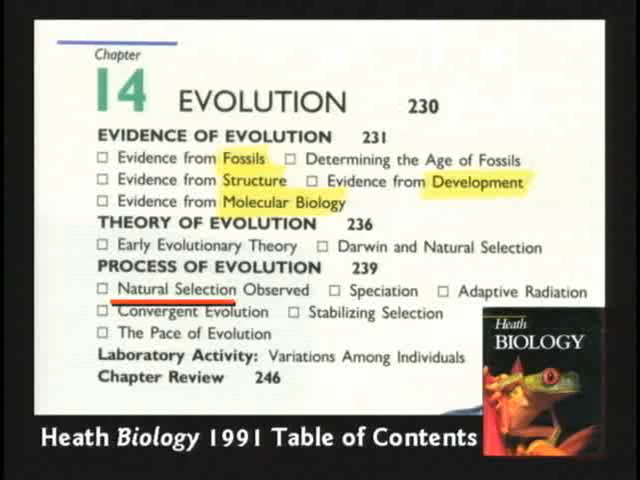 Chapter
14 EVOLUTION 230
EVIDENCE OF EVOLUTION 231
☐ Evidence from Fossils ☐ Determining the Age of Fossils
☐ Evidence from Structure ☐ Evidence from Development
☐ Evidence from Molecular Biology
THEORY OF EVOLUTION 236
☐ Early Evolutionary Theory ☐ Darwin and Natural Selection
PROCESS OF EVOLUTION 239
☐ Natural Selection Observed ☐ Speciation ☐ Adaptive Radiation
☐ Convergent Evolution ☐ Stabilizing Selection
☐ The Pace of Evolution
Laboratory Activity: Variations Among Individuals
Chapter Review 246
Heath
BIOLOGY
Heath Biology 1991 Table of Contents